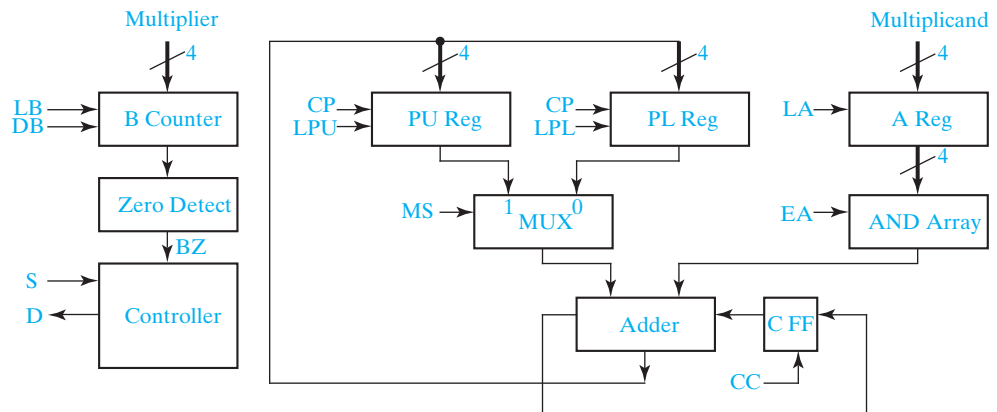 Multiplier
Multiplicand
4
4
4
4
LB
DB
B Counter
CP
LPU
PU Reg
CP
LPL
PL Reg
LA
A Reg
4
Zero Detect
MS
1
0
MUX
EA
AND Array
BZ
S
D
Controller
Adder
C FF
CC